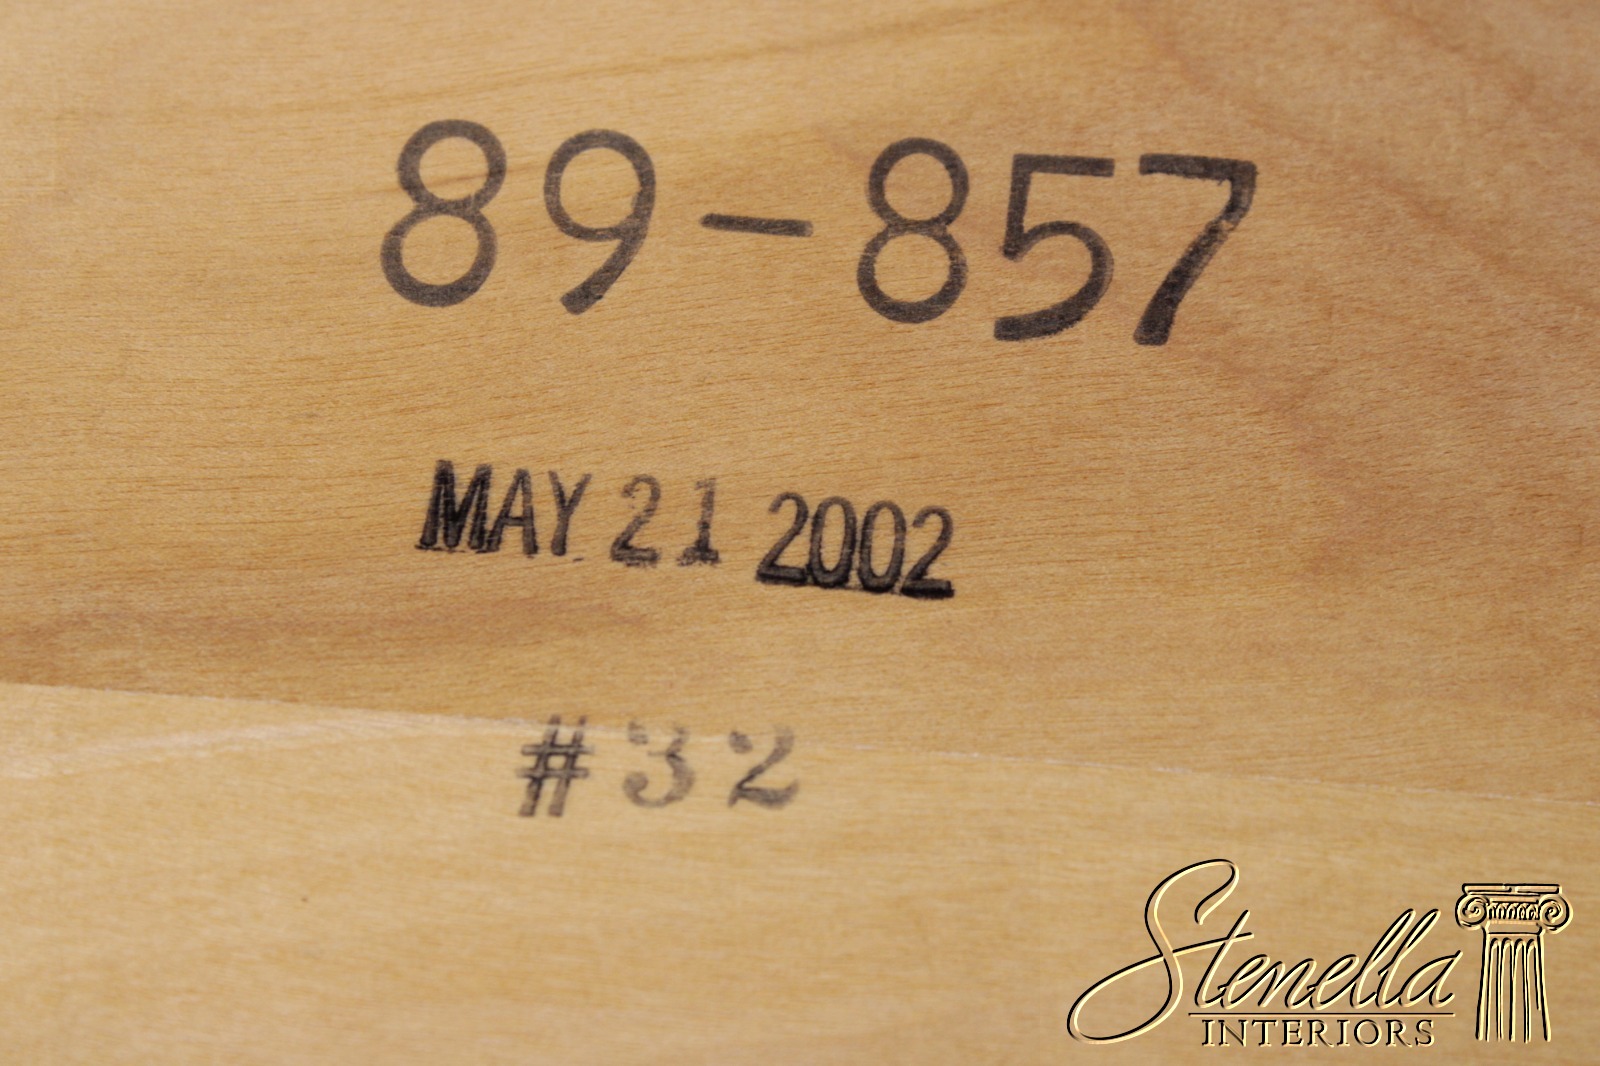 89-857
MAY 21 2002
#32
Stenella
INTERIORS